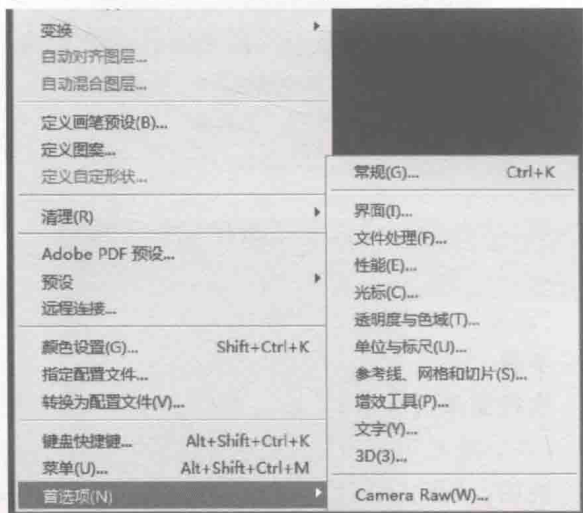 变换
自动对齐图层...
自动混合图层...
定义画笔预设(B)...
定义图案...
定义自定形状...
清理(R)
Adobe PDF 预设...
预设
远程连接...
颜色设置(G)... Shift+Ctrl+K
指定配置文件...
转换为配置文件(V)...
键盘快捷键... Alt+Shift+Ctrl+K
菜单(U)... Alt+Shift+Ctrl+M
首选项(N)
常规(G)... Ctrl+K
界面(I)...
文件处理(F)...
性能(E)...
光标(C)...
透明度与色域(T)...
单位与标尺(U)...
参考线、网格和切片(S)...
增效工具(P)...
文字(Y)...
3D(3)...
Camera Raw(W)...